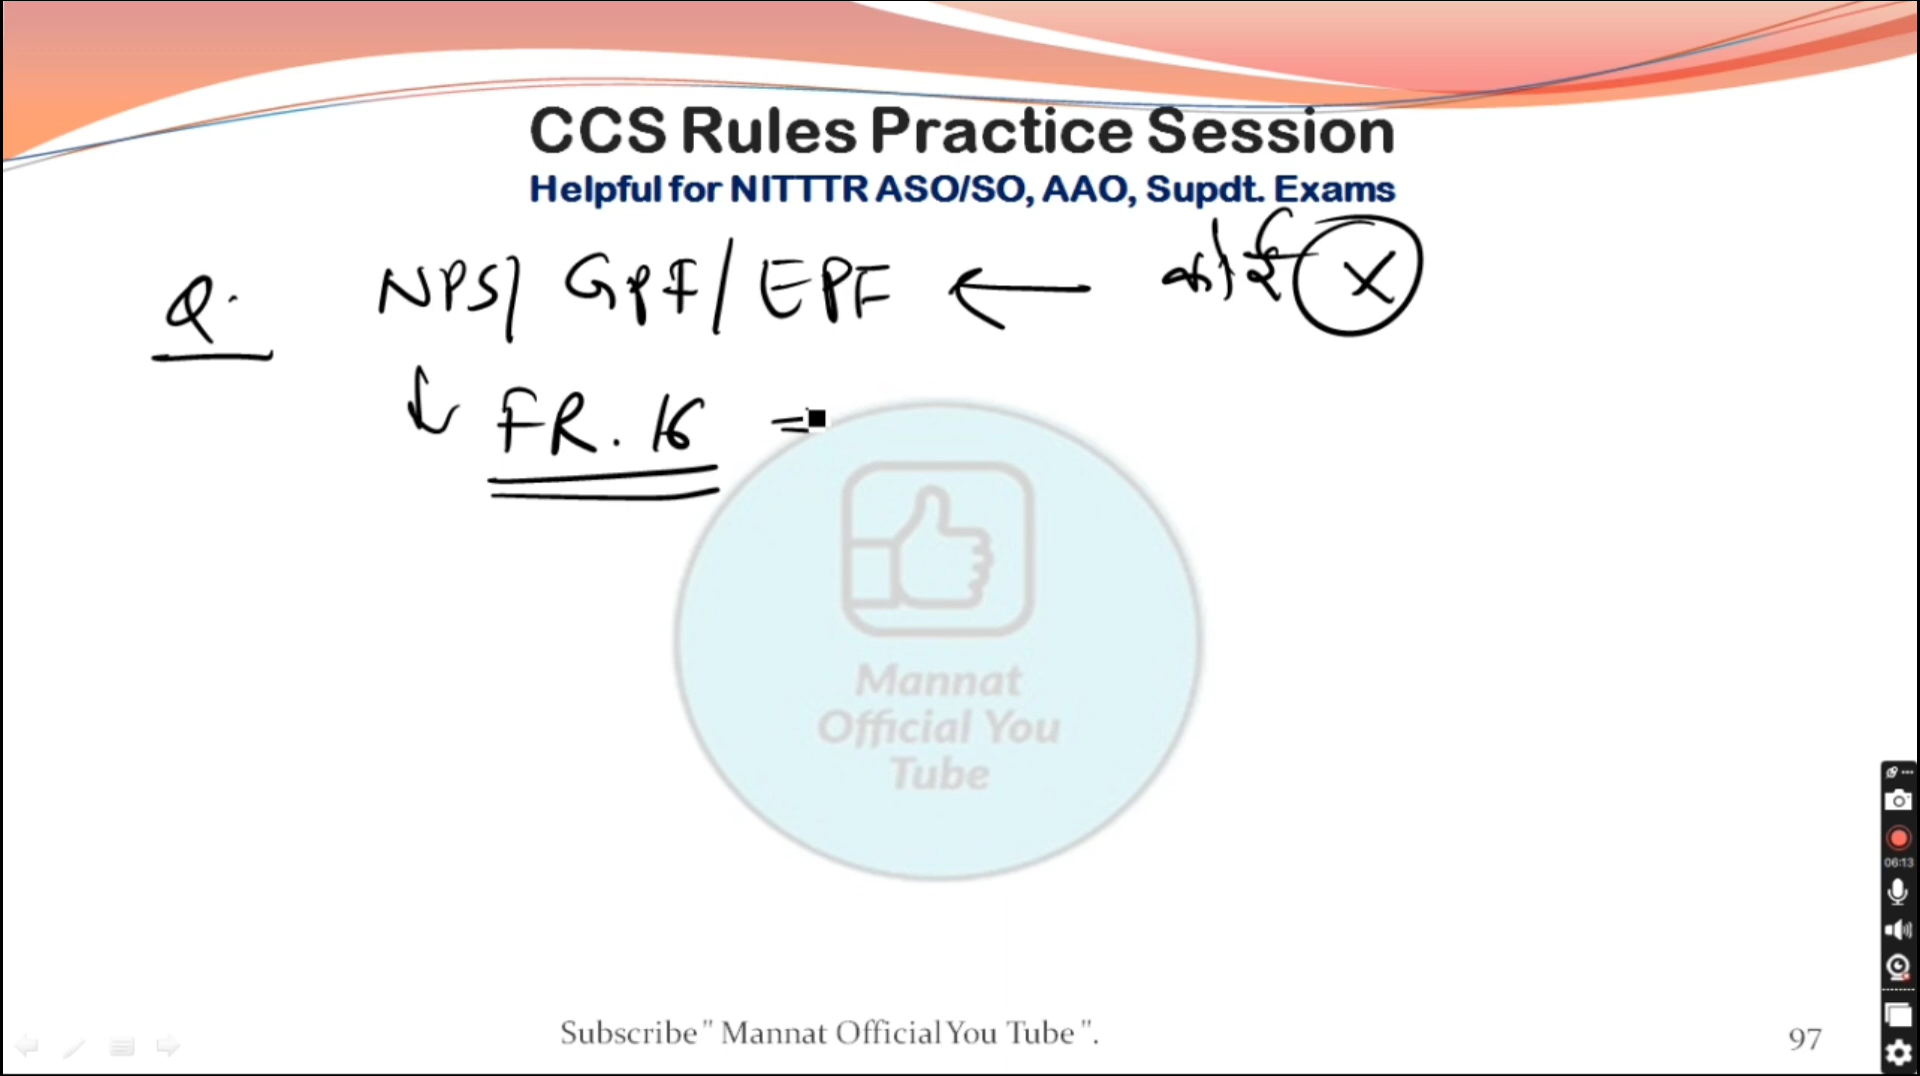 CCS Rules Practice Session
Helpful for NITTTR ASO/SO, AAO, Supdt. Exams
Q. NPS/ GPF/ EPF ← कोई X
↓ FR. 16 =
Mannat
Official You
Tube
06:13
Subscribe " Mannat Official You Tube ".
97